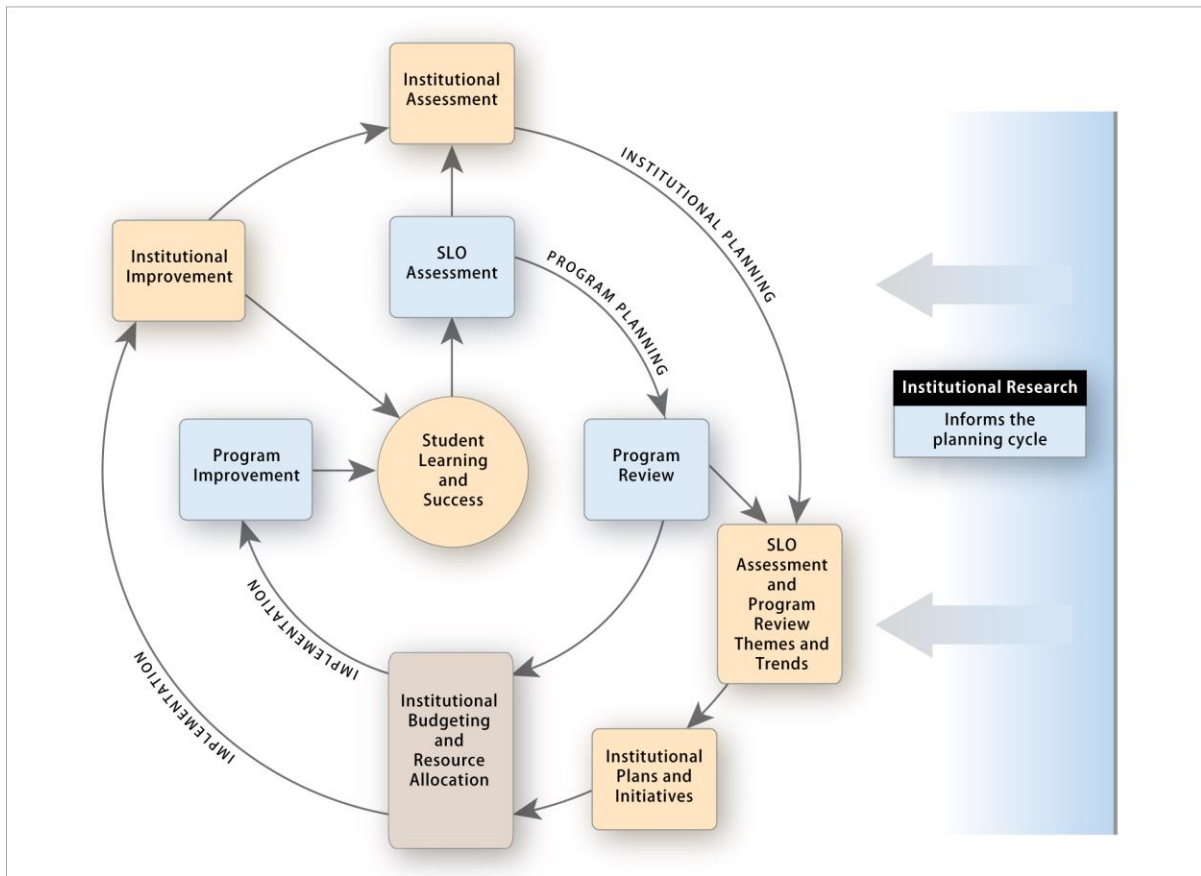 Institutional
Assessment
INSTITUTIONAL PLANNING
Institutional
Improvement
SLO
Assessment
PROGRAM PLANNING
Institutional Research
Informs the
planning cycle
Program
Improvement
Student
Learning
and
Success
Program
Review
SLO
Assessment
and
Program
Review
Themes and
Trends
IMPLEMENTATION
IMPLEMENTATION
Institutional
Budgeting
and
Resource
Allocation
Institutional
Plans and
Initiatives